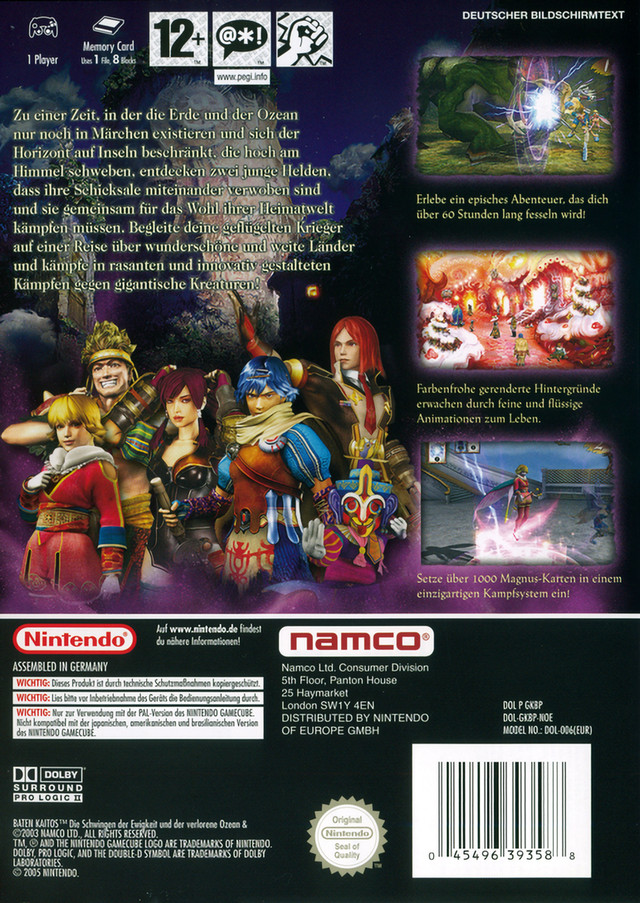 DEUTSCHER BILDSCHIRMTEXT
1 Player
Memory Card
Uses 1 File, 8 Blocks
12+
@*!
www.pegi.info
Zu einer Zeit, in der die Erde und der Ozean
nur noch in Märchen existieren und sich der
Horizont auf Inseln beschränkt, die hoch am
Himmel schweben, entdecken zwei junge Helden,
dass ihre Schicksale miteinander verwoben sind
und sie gemeinsam für das Wohl ihrer Heimatwelt
kämpfen müssen. Begleite deine geflügelten Krieger
auf einer Reise über wunderschöne und weite Länder
und kämpfe in rasanten und innovativ gestalteten
Kämpfen gegen gigantische Kreaturen!
Erlebe ein episches Abenteuer, das dich
über 60 Stunden lang fesseln wird!
Farbenfrohe gerenderte Hintergründe
erwachen durch feine und flüssige
Animationen zum Leben.
Setze über 1000 Magnus-Karten in einem
einzigartigen Kampfsystem ein!
Nintendo®
Auf www.nintendo.de findest
du nähere Informationen!
ASSEMBLED IN GERMANY
WICHTIG: Dieses Produkt ist durch technische Schutzmaßnahmen kopiergeschützt.
WICHTIG: Lies bitte vor Inbetriebnahme des Geräts die Bedienungsanleitung durch.
WICHTIG: Nur zur Verwendung mit der PAL-Version des NINTENDO GAMECUBE.
Nicht kompatibel mit der japanischen, amerikanischen und brasilianischen Version
des NINTENDO GAMECUBE.
namco®
Namco Ltd. Consumer Division
5th Floor, Panton House
25 Haymarket
London SW1Y 4EN
DISTRIBUTED BY NINTENDO
OF EUROPE GMBH
DOL P GKBP
DOL-GKBP-NOE
MODEL NO.: DOL-006(EUR)
DOLBY
SURROUND
PRO LOGIC II
BATEN KAITOS™ Die Schwingen der Ewigkeit und der verlorene Ozean &
©2003 NAMCO LTD., ALL RIGHTS RESERVED.
TM, ® AND THE NINTENDO GAMECUBE LOGO ARE TRADEMARKS OF NINTENDO.
DOLBY, PRO LOGIC, AND THE DOUBLE-D SYMBOL ARE TRADEMARKS OF DOLBY
LABORATORIES.
© 2005 NINTENDO.
Original
Nintendo
Seal of
Quality
TM
0 45496 39358 8